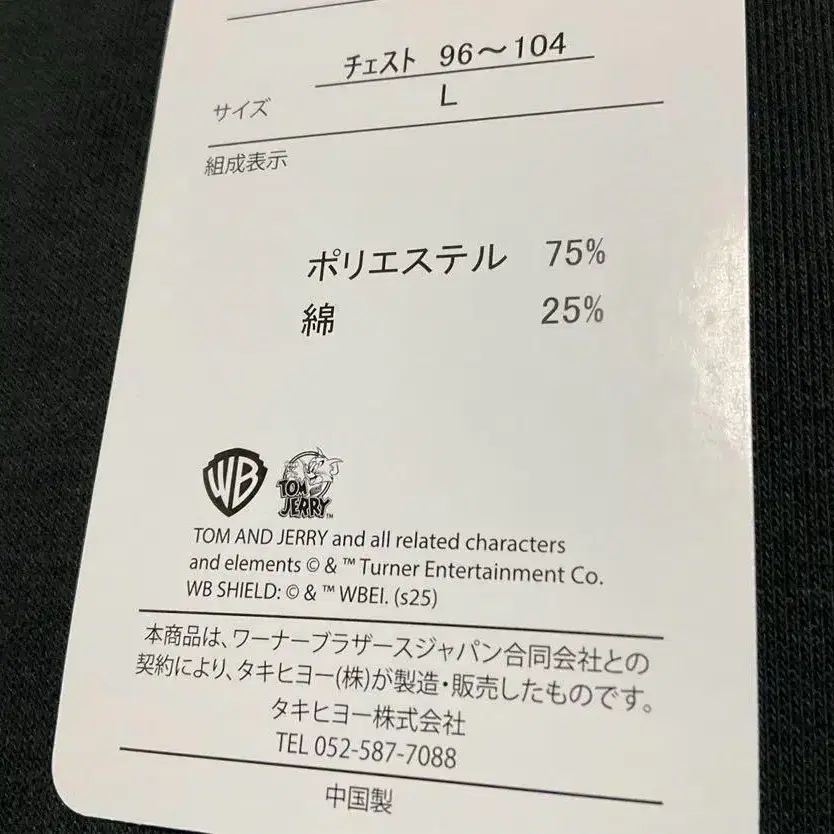 チェスト 96～104
サイズ L
組成表示
ポリエステル 75%
綿 25%
WB
TOM AND JERRY™
TOM AND JERRY and all related characters
and elements © & ™ Turner Entertainment Co.
WB SHIELD: © & ™ WBEI. (s25)
本商品は、ワーナーブラザースジャパン合同会社との
契約により、タキヒヨー(株)が製造・販売したものです。
タキヒヨー株式会社
TEL 052-587-7088
中国製